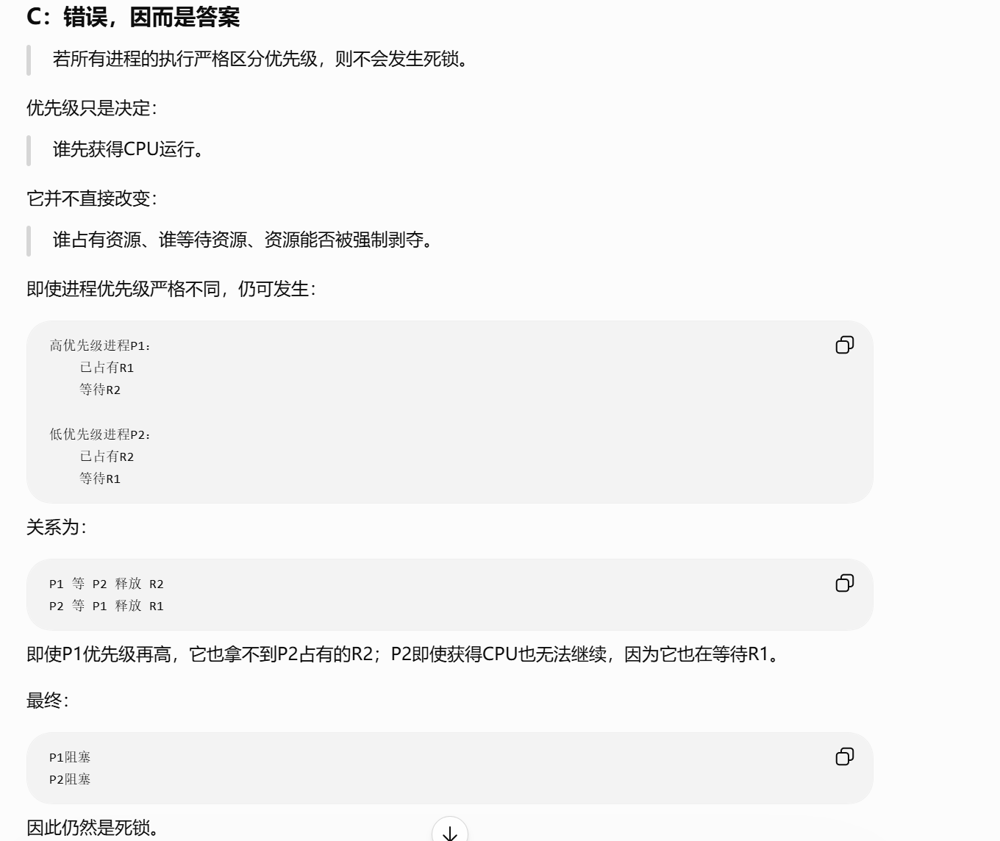 C：错误，因而是答案
若所有进程的执行严格区分优先级，则不会发生死锁。
优先级只是决定：
谁先获得CPU运行。
它并不直接改变：
谁占有资源、谁等待资源、资源能否被强制剥夺。
即使进程优先级严格不同，仍可发生：
高优先级进程P1：
已占有R1
等待R2
低优先级进程P2：
已占有R2
等待R1
关系为：
P1 等 P2 释放 R2
P2 等 P1 释放 R1
即使P1优先级再高，它也拿不到P2占有的R2；P2即使获得CPU也无法继续，因为它也在等待R1。
最终：
P1阻塞
P2阻塞
因此仍然是死锁。